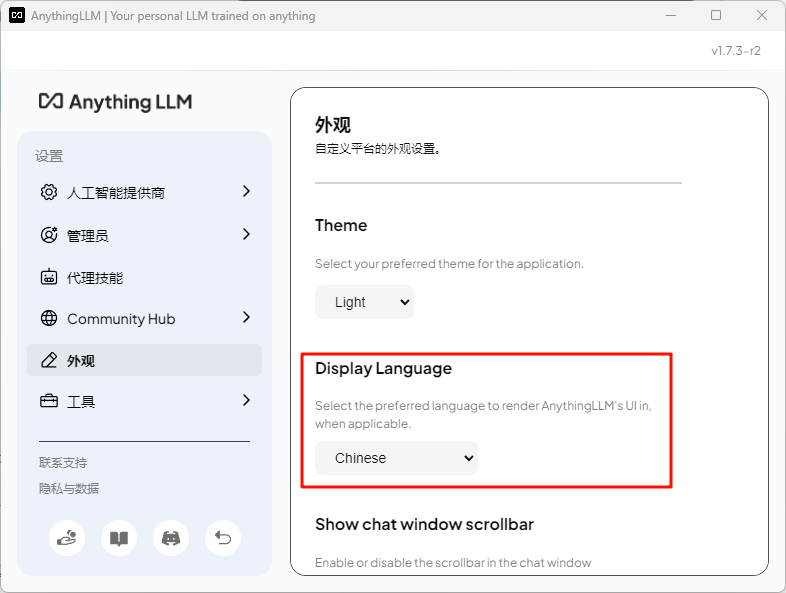 AnythingLLM | Your personal LLM trained on anything
v1.7.3-r2
Anything LLM
设置
人工智能提供商
管理员
代理技能
Community Hub
外观
工具
联系支持
隐私与数据
外观
自定义平台的外观设置。
Theme
Select your preferred theme for the application.
Light
Display Language
Select the preferred language to render AnythingLLM's UI in,
when applicable.
Chinese
Show chat window scrollbar
Enable or disable the scrollbar in the chat window